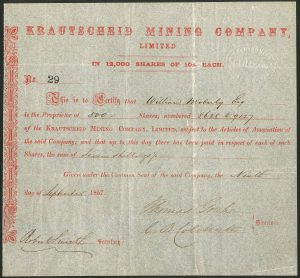 KRAUTSCHEID MINING COMPANY,
LIMITED
IN 12,000 SHARES OF 10s. EACH.
No. 29
This is to Certify that William Moberly Esq
is the Proprietor of 500 Shares, numbered 8628 to 9127
of the KRAUTSCHEID MINING COMPANY, LIMITED, subject to the Articles of Association of
the said Company; and that up to this day there has been paid in respect of each of such
Shares, the sum of shillings
Given under the Common Seal of the said Company, the Ninth
day of September 1857.
Thomas
Directors.
Secretary.